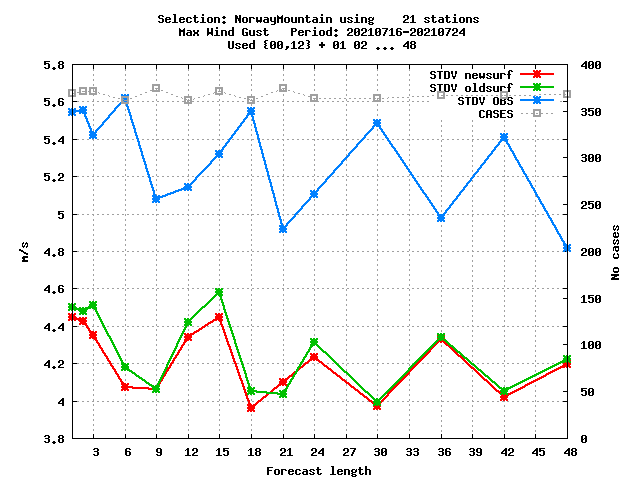 Selection: NorwayMountain using    21 stations
Max Wind Gust   Period: 20210716-20210724
Used {00,12} + 01 02 ... 48
STDV newsurf
STDV oldsurf
STDV OBS
CASES
5.8
5.6
5.4
5.2
5
4.8
4.6
4.4
4.2
4
3.8
m/s
400
350
300
250
200
150
100
50
0
No cases
3 6 9 12 15 18 21 24 27 30 33 36 39 42 45 48
Forecast length